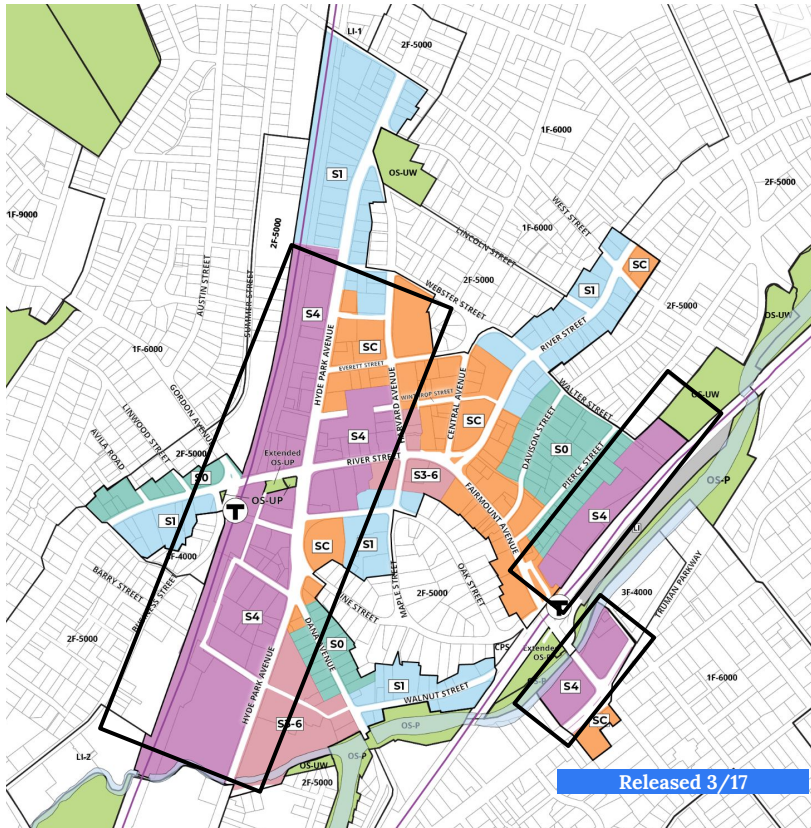 LI-1
2F-5000
1F-6000
2F-5000
OS-UW
S1
1F-9000
WEST STREET
1F-6000
LINCOLN STREET
2F-5000
AUSTIN STREET
SUMMER STREET
SC
2F-5000
S1
WEBSTER STREET
RIVER STREET
2F-5000
OS-UW
S4
HYDE PARK AVENUE
SC
1F-6000
EVERETT STREET
HARVARD AVENUE
WINTHROP STREET
CENTRAL AVENUE
WALTER STREET
OS-UW
GORDON AVENUE
LINWOOD STREET
AVILA ROAD
SC
DAVISON STREET
S4
S0
2F-5000
Extended
OS-UP
RIVER STREET
S3-6
PIERCE STREET
S0
OS-UP
T
S1
FAIRMOUNT AVENUE
OS-P
S4
LI
SC
S1
BARRY STREET
BUSINESS STREET
MAPLE STREET
OAK STREET
2F-5000
3F-4000
TRUMAN PARKWAY
T
S4
DANA AVENUE
S0
2F-5000
CPS
S4
1F-6000
S1
WALNUT STREET
HYDE PARK AVENUE
S3-6
SC
OS-P
OS-P
LI-2
OS-UW
2F-5000
Released 3/17